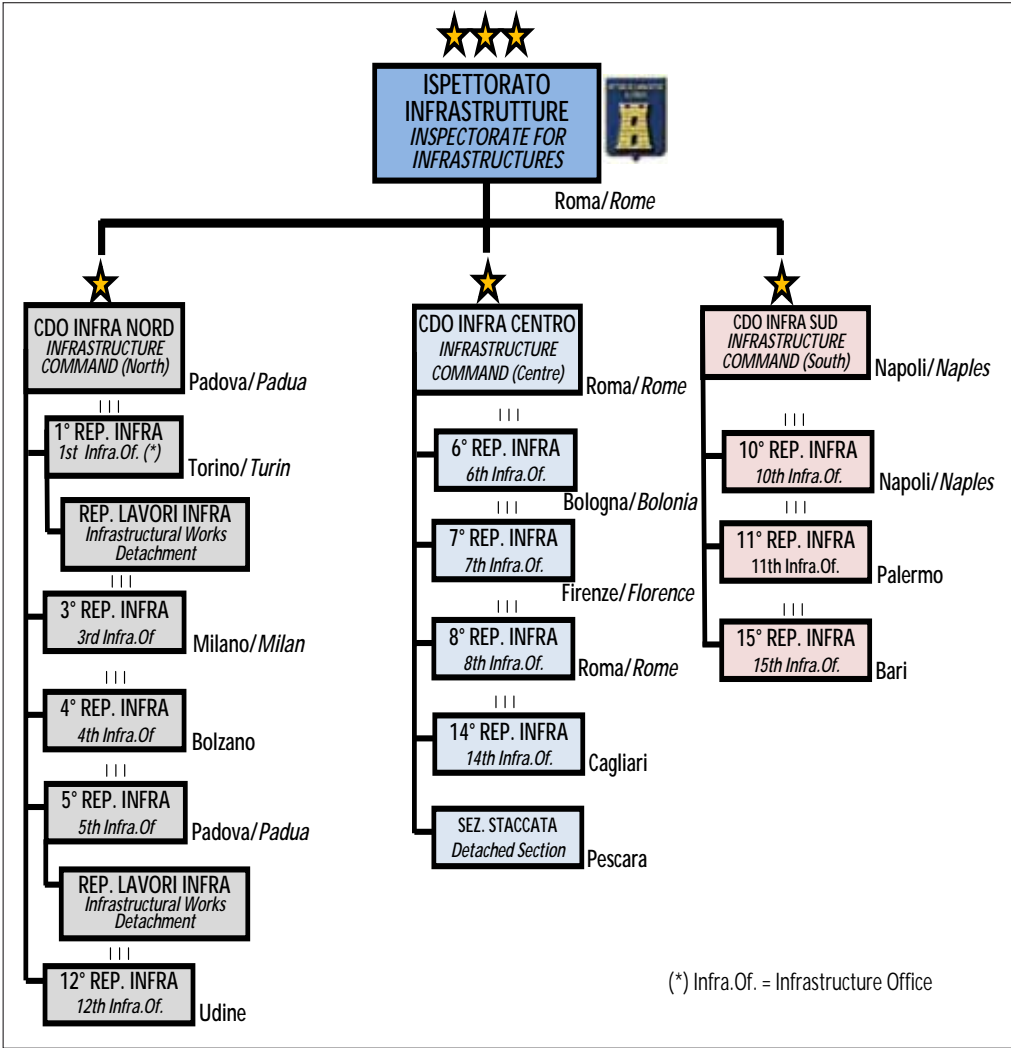 ISPETTORATO
INFRASTRUTTURE
INSPECTORATE FOR
INFRASTRUCTURES
Roma/Rome
CDO INFRA NORD
INFRASTRUCTURE
COMMAND (North)
Padova/Padua
| | |
1° REP. INFRA
1st Infra.Of. (*)
Torino/Turin
REP. LAVORI INFRA
Infrastructural Works
Detachment
| | |
3° REP. INFRA
3rd Infra.Of
Milano/Milan
| | |
4° REP. INFRA
4th Infra.Of
Bolzano
| | |
5° REP. INFRA
5th Infra.Of
Padova/Padua
REP. LAVORI INFRA
Infrastructural Works
Detachment
| | |
12° REP. INFRA
12th Infra.Of.
Udine
CDO INFRA CENTRO
INFRASTRUCTURE
COMMAND (Centre)
Roma/Rome
| | |
6° REP. INFRA
6th Infra.Of.
Bologna/Bolonia
| | |
7° REP. INFRA
7th Infra.Of.
Firenze/Florence
| | |
8° REP. INFRA
8th Infra.Of.
Roma/Rome
| | |
14° REP. INFRA
14th Infra.Of.
Cagliari
SEZ. STACCATA
Detached Section
Pescara
CDO INFRA SUD
INFRASTRUCTURE
COMMAND (South)
Napoli/Naples
| | |
10° REP. INFRA
10th Infra.Of.
Napoli/Naples
| | |
11° REP. INFRA
11th Infra.Of.
Palermo
| | |
15° REP. INFRA
15th Infra.Of.
Bari
(*) Infra.Of. = Infrastructure Office